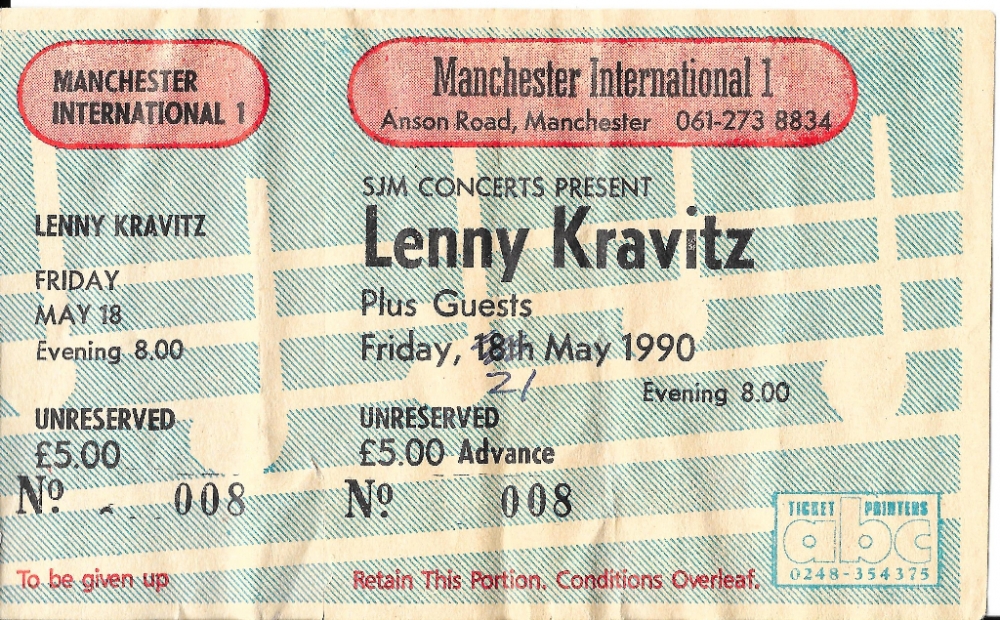 MANCHESTER
INTERNATIONAL 1
LENNY KRAVITZ
FRIDAY
MAY 18
Evening 8.00
UNRESERVED
£5.00
Nº. 008
To be given up
Manchester International 1
Anson Road, Manchester 061-273 8834
SJM CONCERTS PRESENT
Lenny Kravitz
Plus Guests
Friday, 18th May 1990
21
Evening 8.00
UNRESERVED
£5.00 Advance
Nº. 008
Retain This Portion. Conditions Overleaf.
TICKET PRINTERS
abc
0248-354375